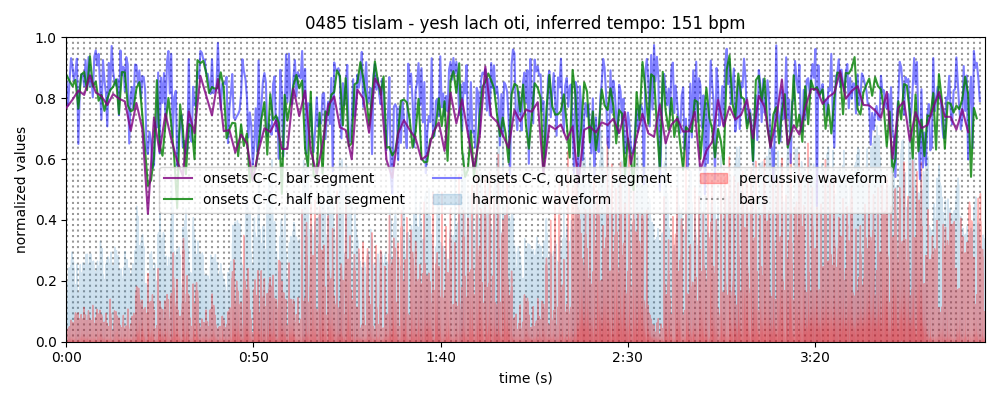 0485 tislam - yesh lach oti, inferred tempo: 151 bpm
1.0
0.8
0.6
0.4
0.2
0.0
normalized values
onsets C-C, bar segment
onsets C-C, half bar segment
onsets C-C, quarter segment
harmonic waveform
percussive waveform
bars
0:00 0:50 1:40 2:30 3:20
time (s)